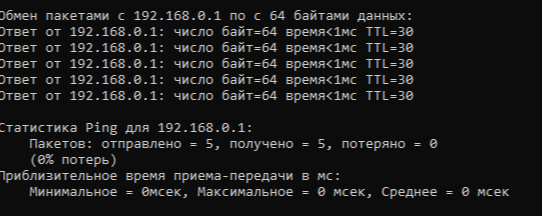 Обмен пакетами с 192.168.0.1 по с 64 байтами данных:
Ответ от 192.168.0.1: число байт=64 время<1мс TTL=30
Ответ от 192.168.0.1: число байт=64 время<1мс TTL=30
Ответ от 192.168.0.1: число байт=64 время<1мс TTL=30
Ответ от 192.168.0.1: число байт=64 время<1мс TTL=30
Ответ от 192.168.0.1: число байт=64 время<1мс TTL=30
Статистика Ping для 192.168.0.1:
Пакетов: отправлено = 5, получено = 5, потеряно = 0
(0% потерь)
Приблизительное время приема-передачи в мс:
Минимальное = 0мсек, Максимальное = 0 мсек, Среднее = 0 мсек